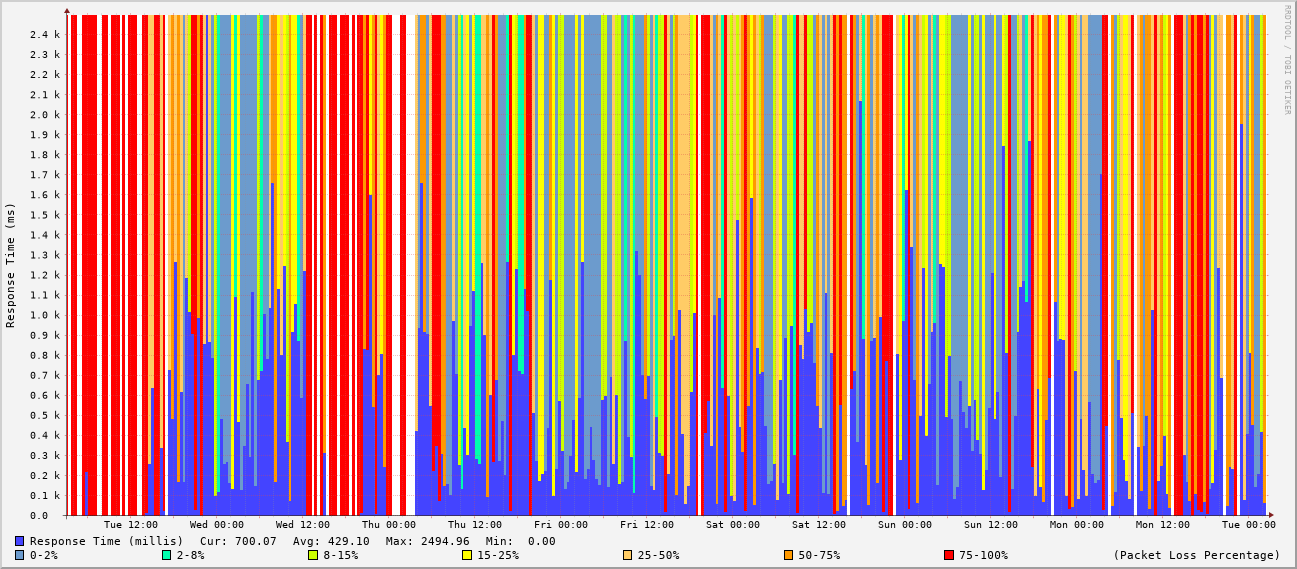 RRDTOOL / TOBI OETIKER
Response Time (ms)
2.4 k
2.3 k
2.2 k
2.1 k
2.0 k
1.9 k
1.8 k
1.7 k
1.6 k
1.5 k
1.4 k
1.3 k
1.2 k
1.1 k
1.0 k
0.9 k
0.8 k
0.7 k
0.6 k
0.5 k
0.4 k
0.3 k
0.2 k
0.1 k
0.0
Tue 12:00 Wed 00:00 Wed 12:00 Thu 00:00 Thu 12:00 Fri 00:00 Fri 12:00 Sat 00:00 Sat 12:00 Sun 00:00 Sun 12:00 Mon 00:00 Mon 12:00 Tue 00:00
Response Time (millis) Cur: 700.07 Avg: 429.10 Max: 2494.96 Min: 0.00
0-2% 2-8% 8-15% 15-25% 25-50% 50-75% 75-100% (Packet Loss Percentage)